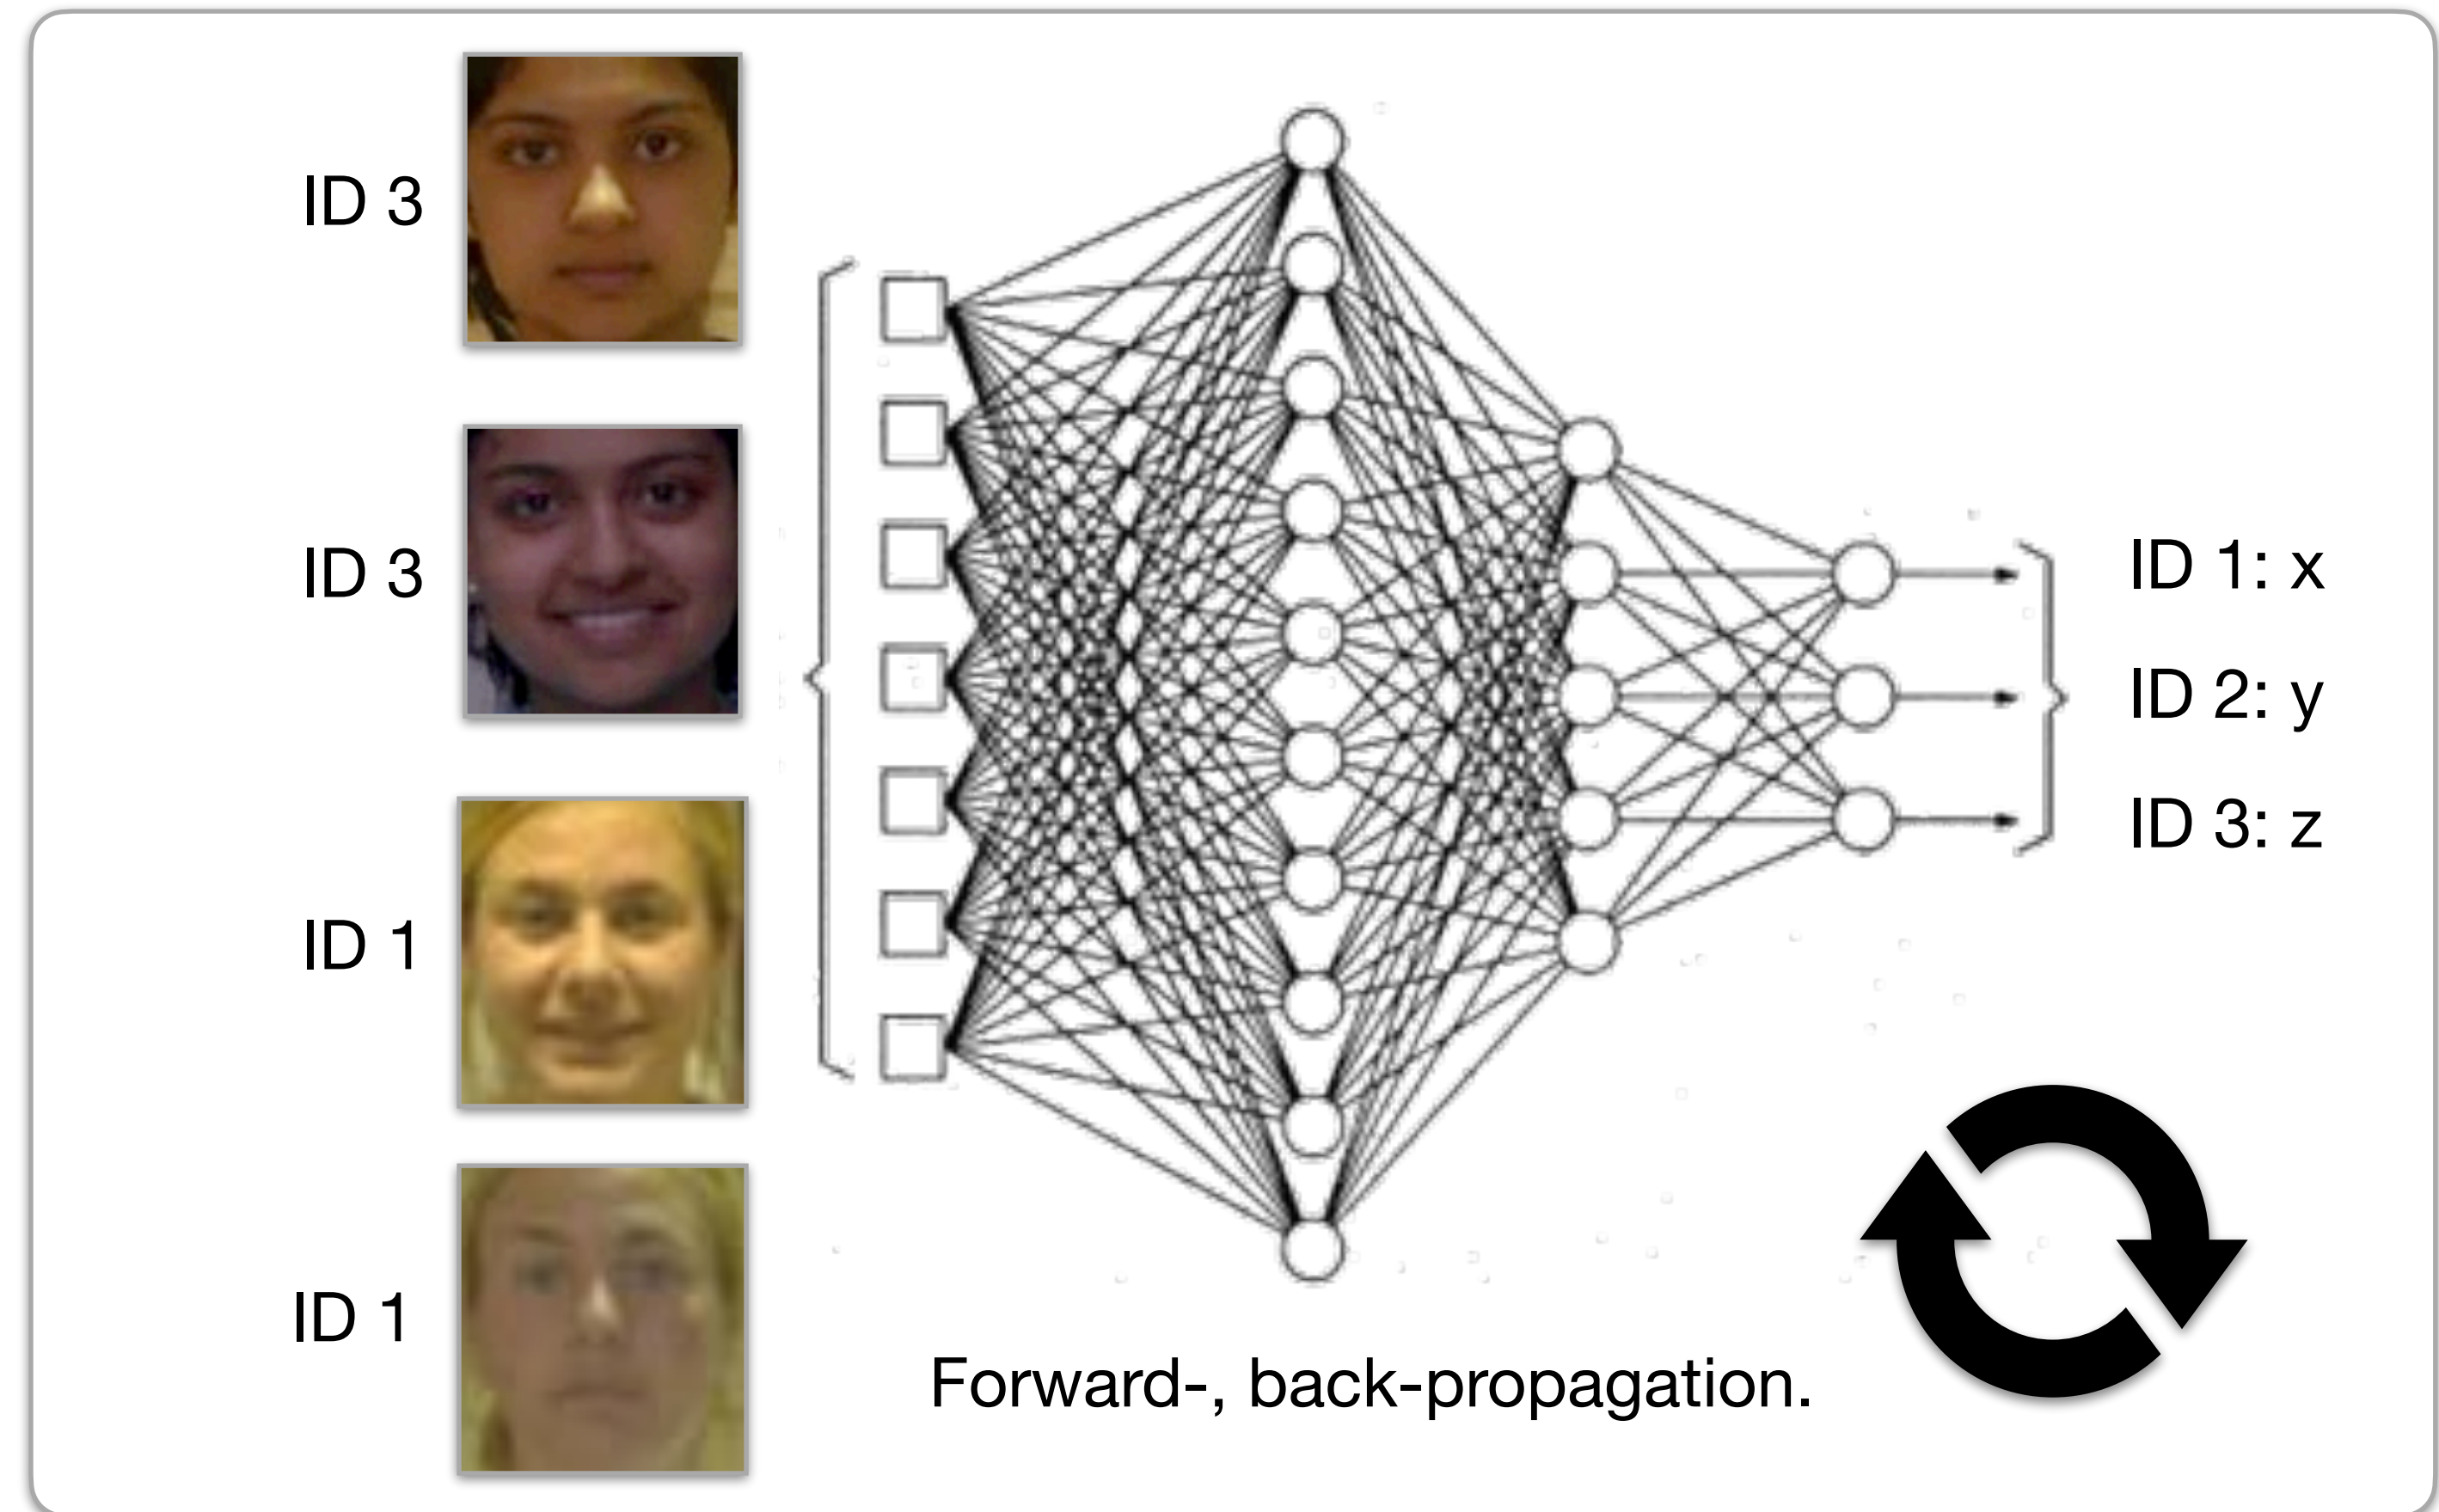 ID 3
ID 3
ID 1
ID 1
ID 1: x
ID 2: y
ID 3: z
Forward-, back-propagation.